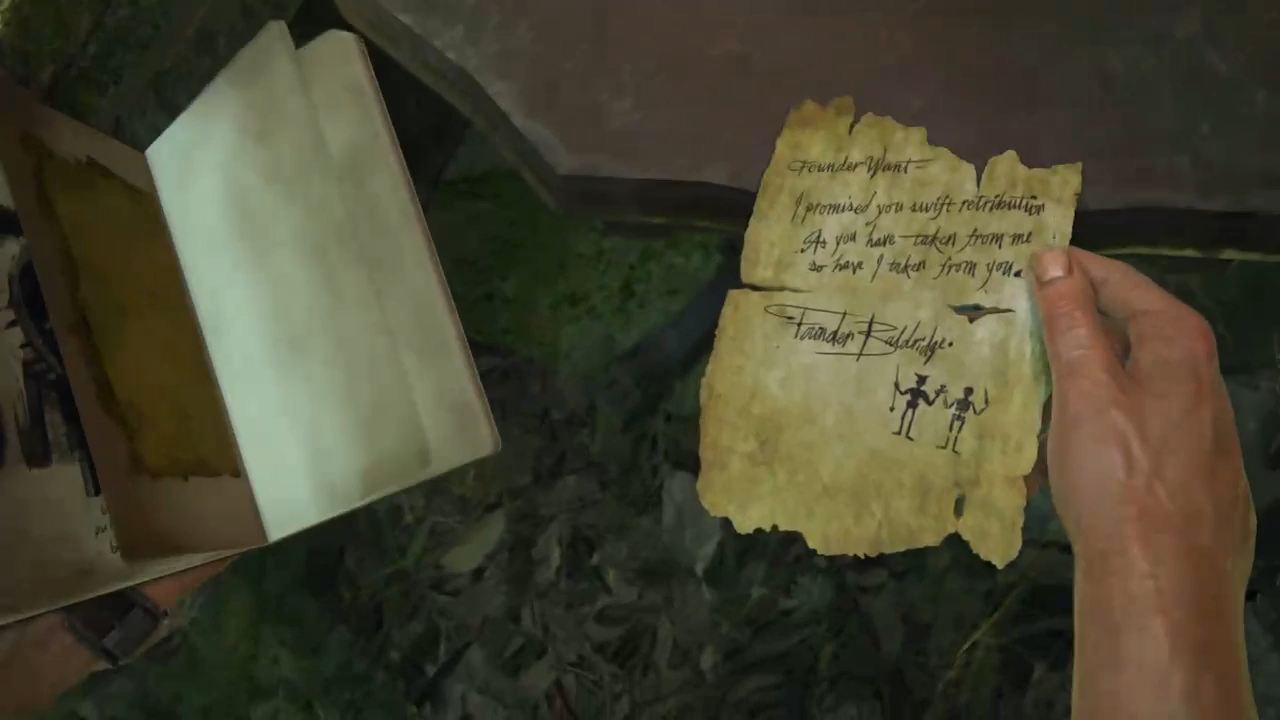 Founder Want—
I promised you swift retribution
As you have taken from me
so have I taken from you.
Founder Baldridge.